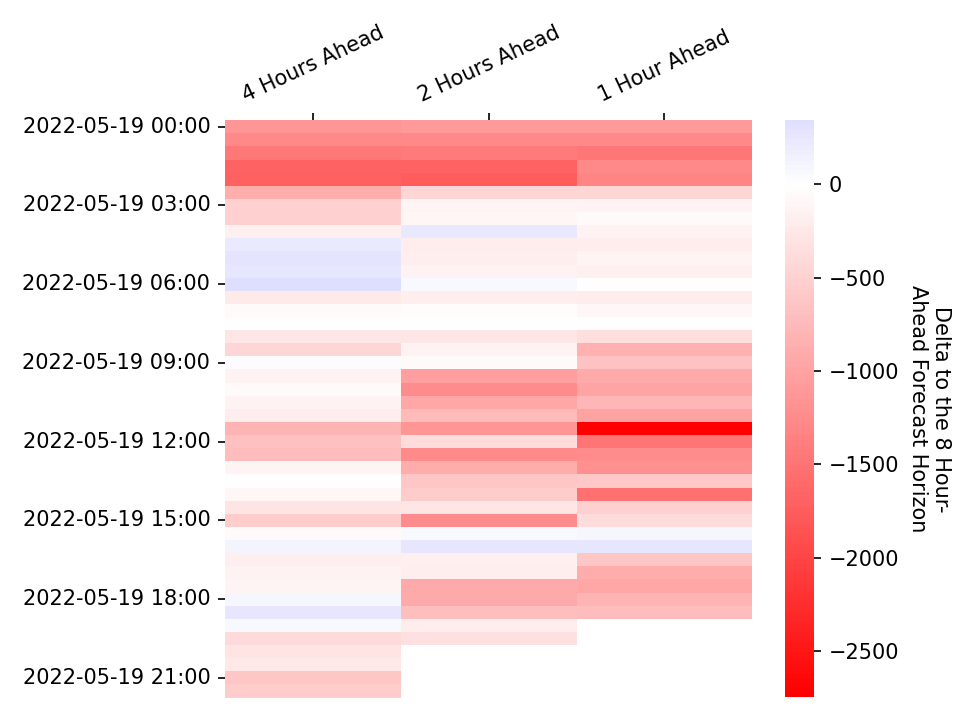 4 Hours Ahead
2 Hours Ahead
1 Hour Ahead
2022-05-19 00:00
2022-05-19 03:00
2022-05-19 06:00
2022-05-19 09:00
2022-05-19 12:00
2022-05-19 15:00
2022-05-19 18:00
2022-05-19 21:00
0
−500
−1000
−1500
−2000
−2500
Delta to the 8 Hour-
Ahead Forecast Horizon